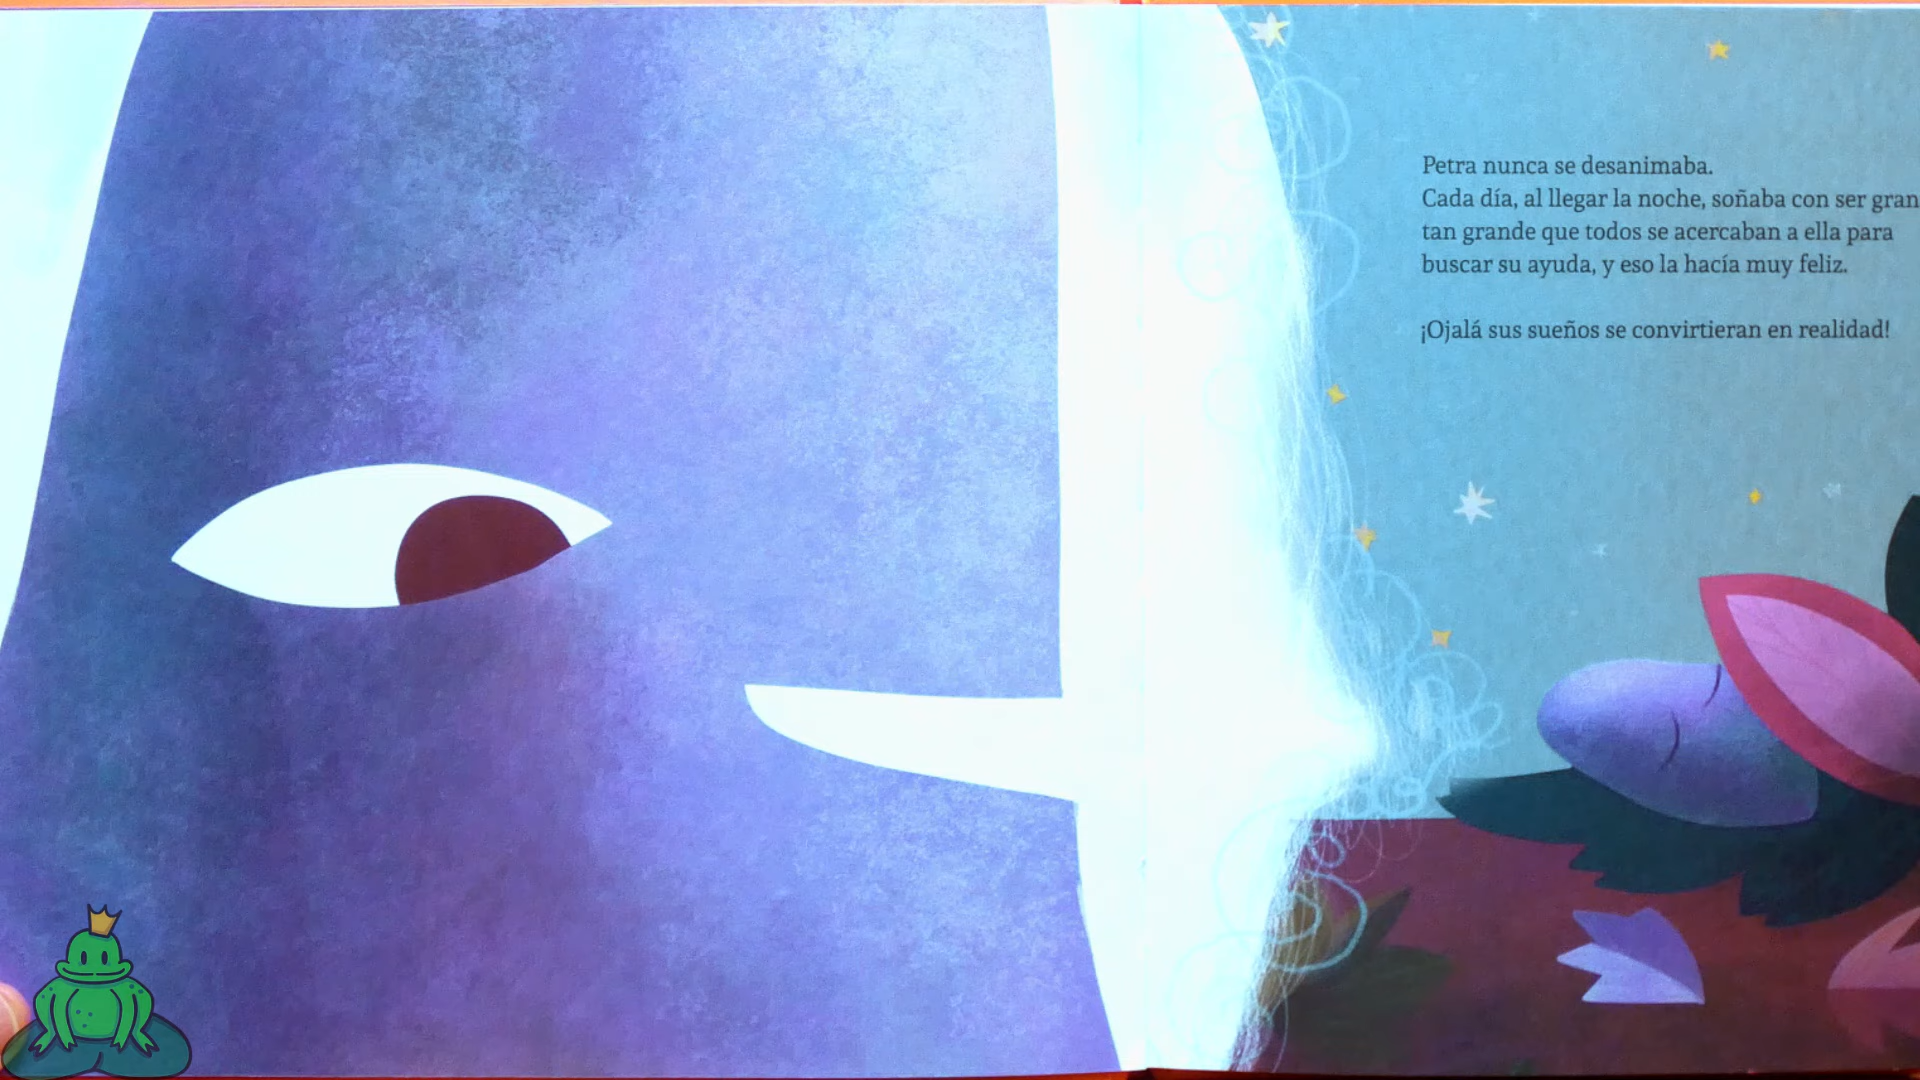 Petra nunca se desanimaba.
Cada día, al llegar la noche, soñaba con ser gran
tan grande que todos se acercaban a ella para
buscar su ayuda, y eso la hacía muy feliz.
¡Ojalá sus sueños se convirtieran en realidad!